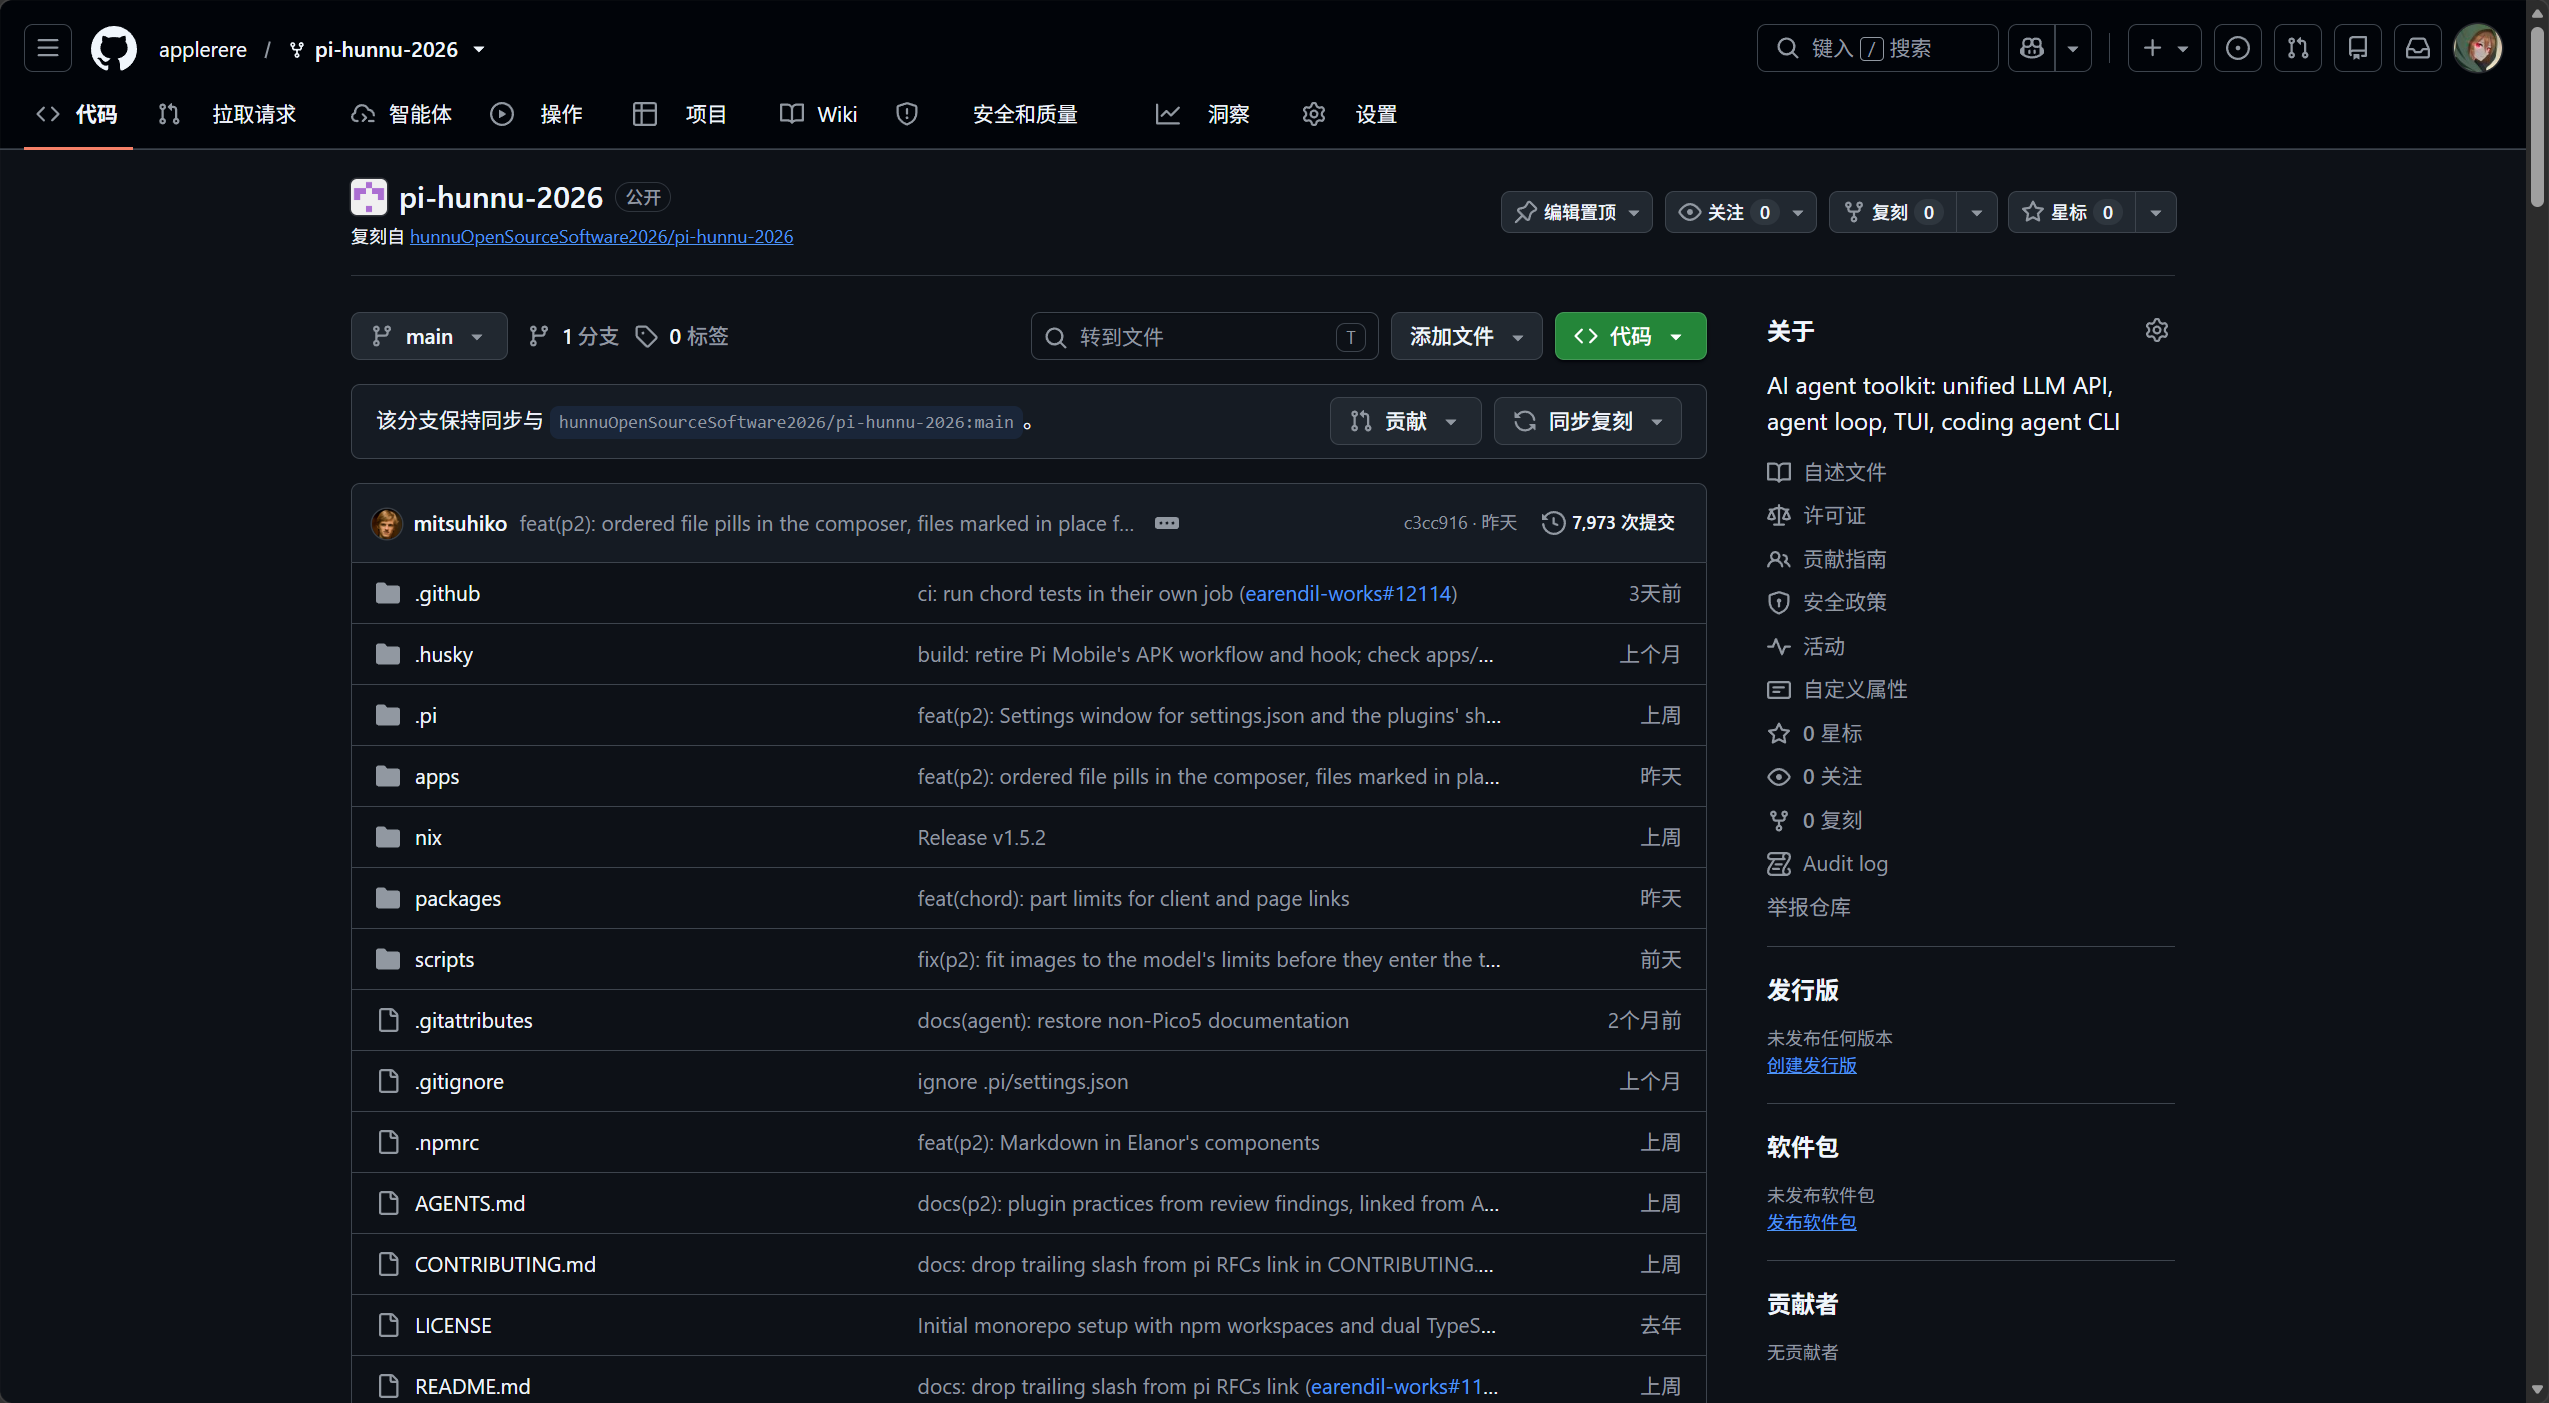 applerere / pi-hunnu-2026
键入 / 搜索
代码 拉取请求 智能体 操作 项目 Wiki 安全和质量 洞察 设置
pi-hunnu-2026 公开
复刻自 hunnuOpenSourceSoftware2026/pi-hunnu-2026
编辑置顶 关注 0 复刻 0 星标 0
main 1 分支 0 标签
转到文件 T 添加文件 代码
该分支保持同步与 hunnuOpenSourceSoftware2026/pi-hunnu-2026:main 。
贡献 同步复刻
mitsuhiko feat(p2): ordered file pills in the composer, files marked in place f... c3cc916 · 昨天 7,973 次提交
.github ci: run chord tests in their own job (earendil-works#12114) 3天前
.husky build: retire Pi Mobile's APK workflow and hook; check apps/... 上个月
.pi feat(p2): Settings window for settings.json and the plugins' sh... 上周
apps feat(p2): ordered file pills in the composer, files marked in pla... 昨天
nix Release v1.5.2 上周
packages feat(chord): part limits for client and page links 昨天
scripts fix(p2): fit images to the model's limits before they enter the t... 前天
.gitattributes docs(agent): restore non-Pico5 documentation 2个月前
.gitignore ignore .pi/settings.json 上个月
.npmrc feat(p2): Markdown in Elanor's components 上周
AGENTS.md docs(p2): plugin practices from review findings, linked from A... 上周
CONTRIBUTING.md docs: drop trailing slash from pi RFCs link in CONTRIBUTING.... 上周
LICENSE Initial monorepo setup with npm workspaces and dual TypeS... 去年
README.md docs: drop trailing slash from pi RFCs link (earendil-works#11... 上周
关于
AI agent toolkit: unified LLM API,
agent loop, TUI, coding agent CLI
自述文件
许可证
贡献指南
安全政策
活动
自定义属性
0 星标
0 关注
0 复刻
Audit log
举报仓库
发行版
未发布任何版本
创建发行版
软件包
未发布软件包
发布软件包
贡献者
无贡献者